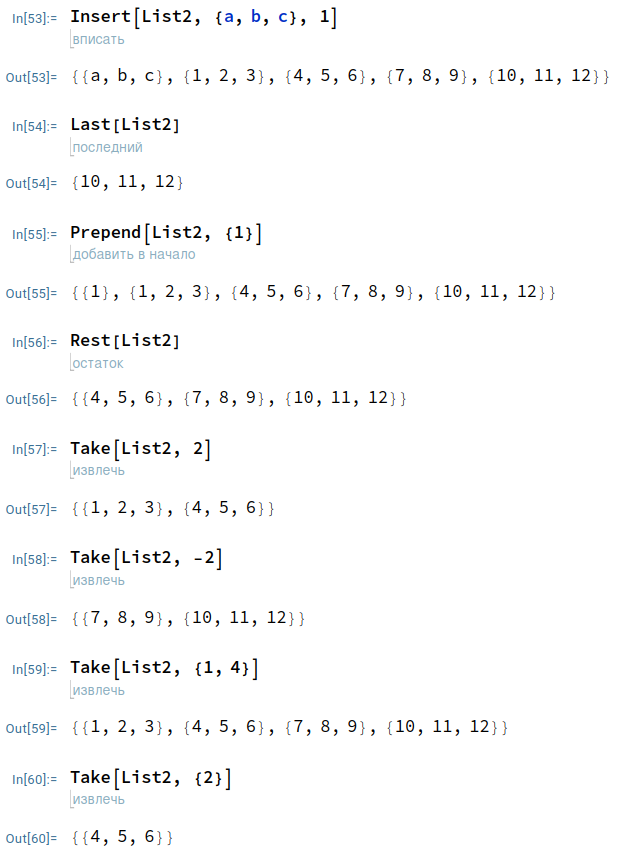 In[53]:= Insert[List2, {a, b, c}, 1]
вписать
Out[53]= {{a, b, c}, {1, 2, 3}, {4, 5, 6}, {7, 8, 9}, {10, 11, 12}}
In[54]:= Last[List2]
последний
Out[54]= {10, 11, 12}
In[55]:= Prepend[List2, {1}]
добавить в начало
Out[55]= {{1}, {1, 2, 3}, {4, 5, 6}, {7, 8, 9}, {10, 11, 12}}
In[56]:= Rest[List2]
остаток
Out[56]= {{4, 5, 6}, {7, 8, 9}, {10, 11, 12}}
In[57]:= Take[List2, 2]
извлечь
Out[57]= {{1, 2, 3}, {4, 5, 6}}
In[58]:= Take[List2, -2]
извлечь
Out[58]= {{7, 8, 9}, {10, 11, 12}}
In[59]:= Take[List2, {1, 4}]
извлечь
Out[59]= {{1, 2, 3}, {4, 5, 6}, {7, 8, 9}, {10, 11, 12}}
In[60]:= Take[List2, {2}]
извлечь
Out[60]= {{4, 5, 6}}